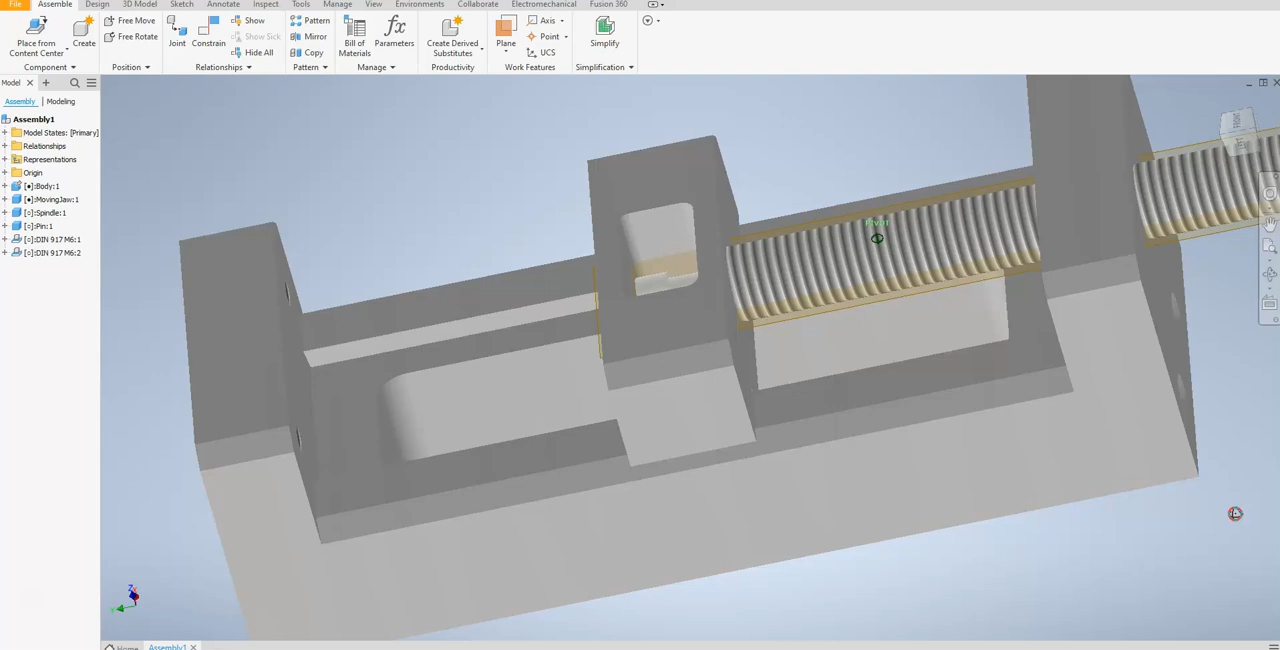 File Assemble Design 3D Model Sketch Annotate Inspect Tools Manage View Environments Collaborate Electromechanical Fusion 360
Free Move
Show
Pattern
Axis
Free Rotate
Show Sick
Mirror
Point
Place from
Content Center
Create
Joint
Constrain
Hide All
Copy
Bill of
Materials
Parameters
Create Derived
Substitutes
Plane
UCS
Simplify
Component
Position
Relationships
Pattern
Manage
Productivity
Work Features
Simplification
Model
Assembly Modeling
Assembly1
Model States: [Primary]
Relationships
Representations
Origin
[●]:Body:1
[●]:MovingJaw:1
[○]:Spindle:1
[○]:Pin:1
[○]:DIN 917 M6:1
[○]:DIN 917 M6:2
PIVOT
FRONT
LEFT
Z
Y
Home
Assembly1